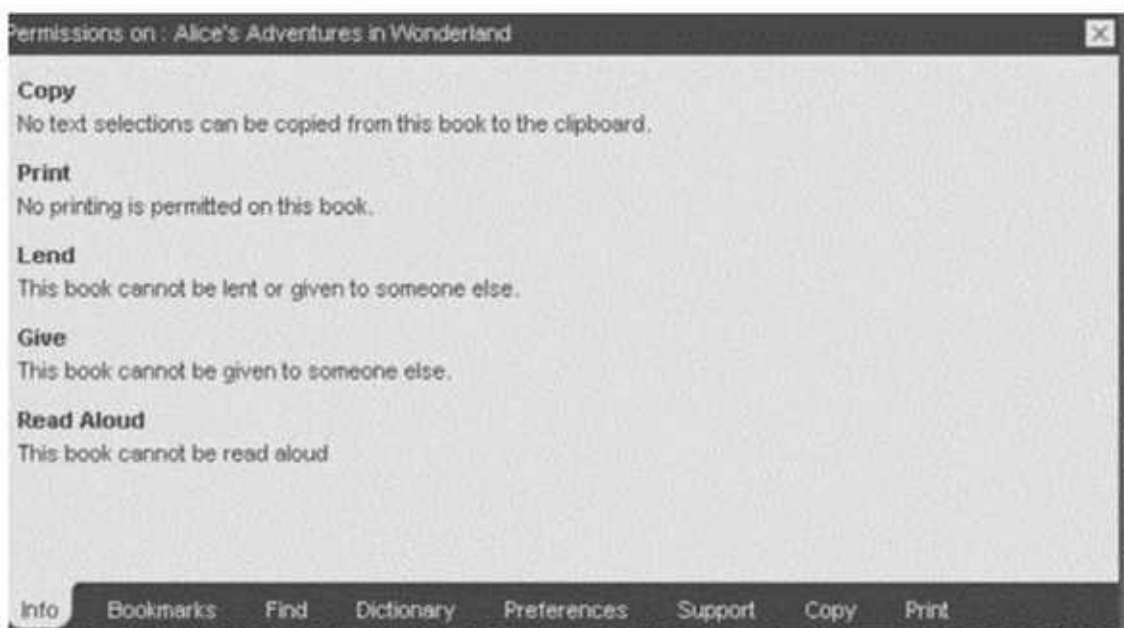 Permissions on : Alice's Adventures in Wonderland
Copy
No text selections can be copied from this book to the clipboard.
Print
No printing is permitted on this book.
Lend
This book cannot be lent or given to someone else.
Give
This book cannot be given to someone else.
Read Aloud
This book cannot be read aloud
Info Bookmarks Find Dictionary Preferences Support Copy Print